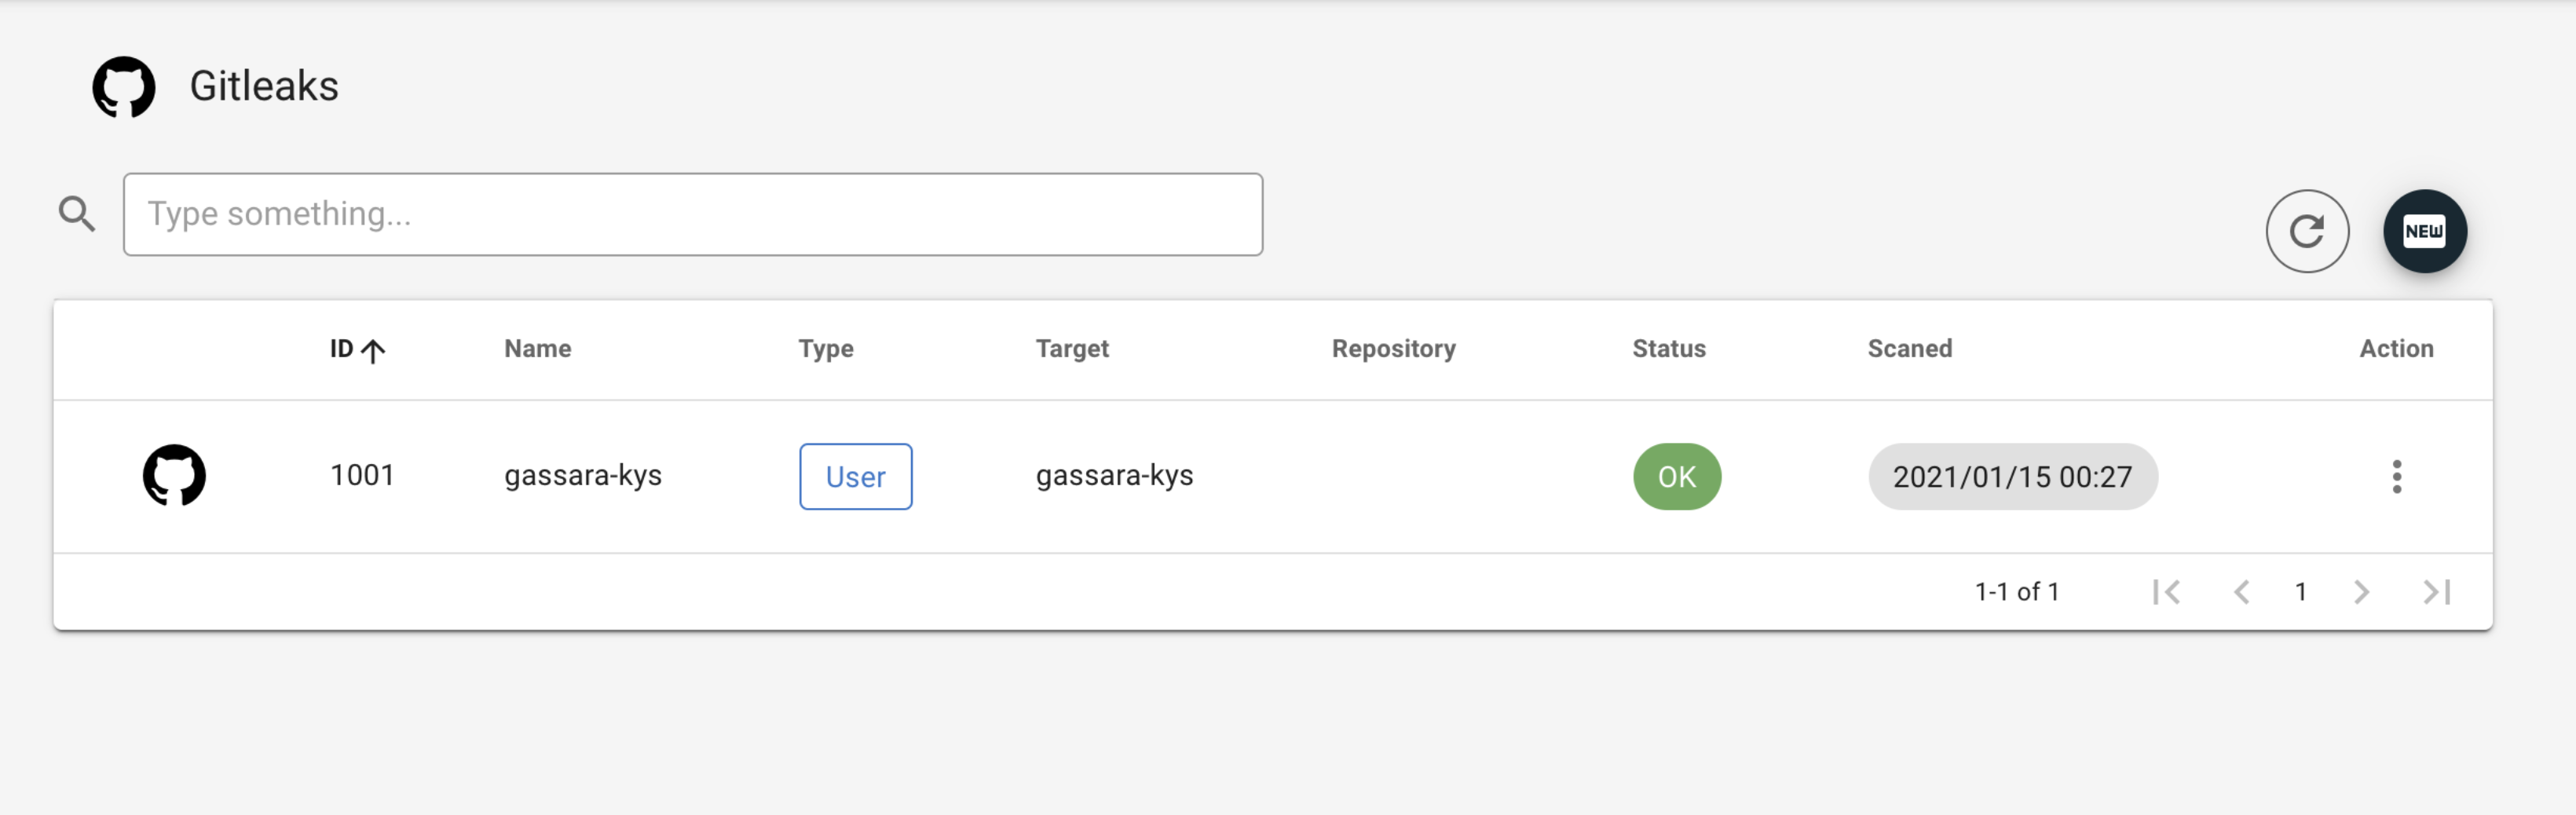 Gitleaks
Type something...
NEW
ID Name Type Target Repository Status Scaned Action
1001 gassara-kys User gassara-kys OK 2021/01/15 00:27
1-1 of 1 1